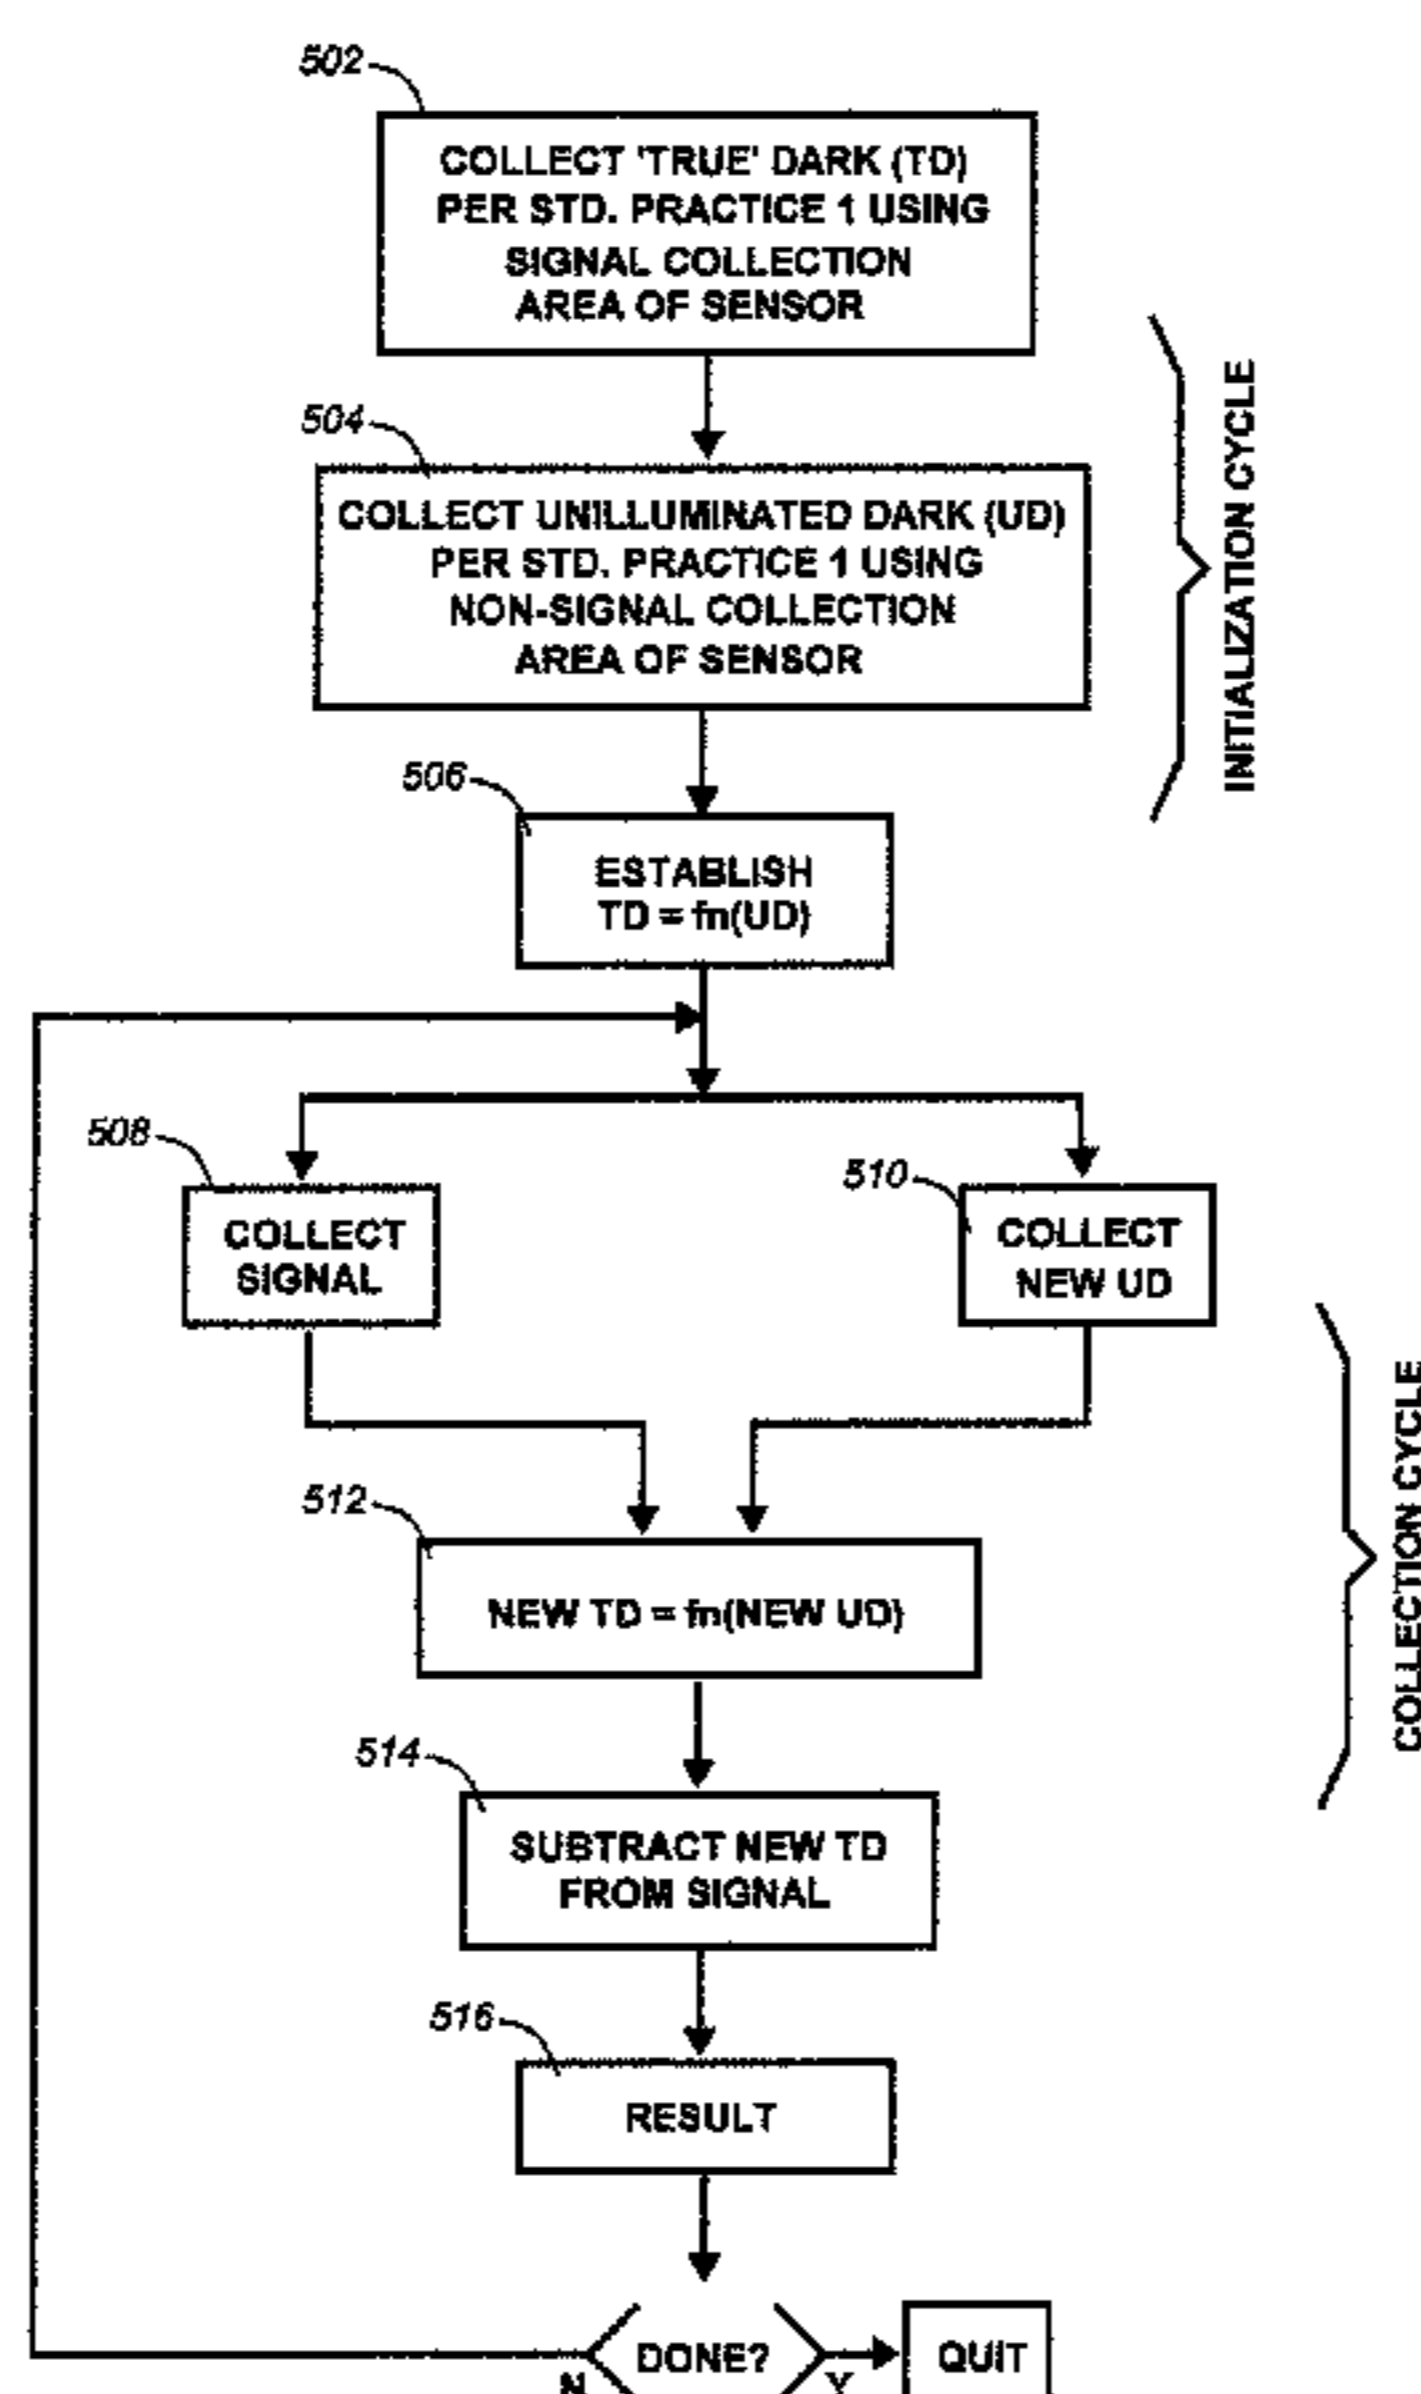 502
COLLECT 'TRUE' DARK (TD)
PER STD. PRACTICE 1 USING
SIGNAL COLLECTION
AREA OF SENSOR
504
COLLECT UNILLUMINATED DARK (UD)
PER STD. PRACTICE 1 USING
NON-SIGNAL COLLECTION
AREA OF SENSOR
INITIALIZATION CYCLE
506
ESTABLISH
TD = fn(UD)
508
COLLECT
SIGNAL
510
COLLECT
NEW UD
512
NEW TD = fn(NEW UD)
COLLECTION CYCLE
514
SUBTRACT NEW TD
FROM SIGNAL
516
RESULT
DONE?
N
Y
QUIT